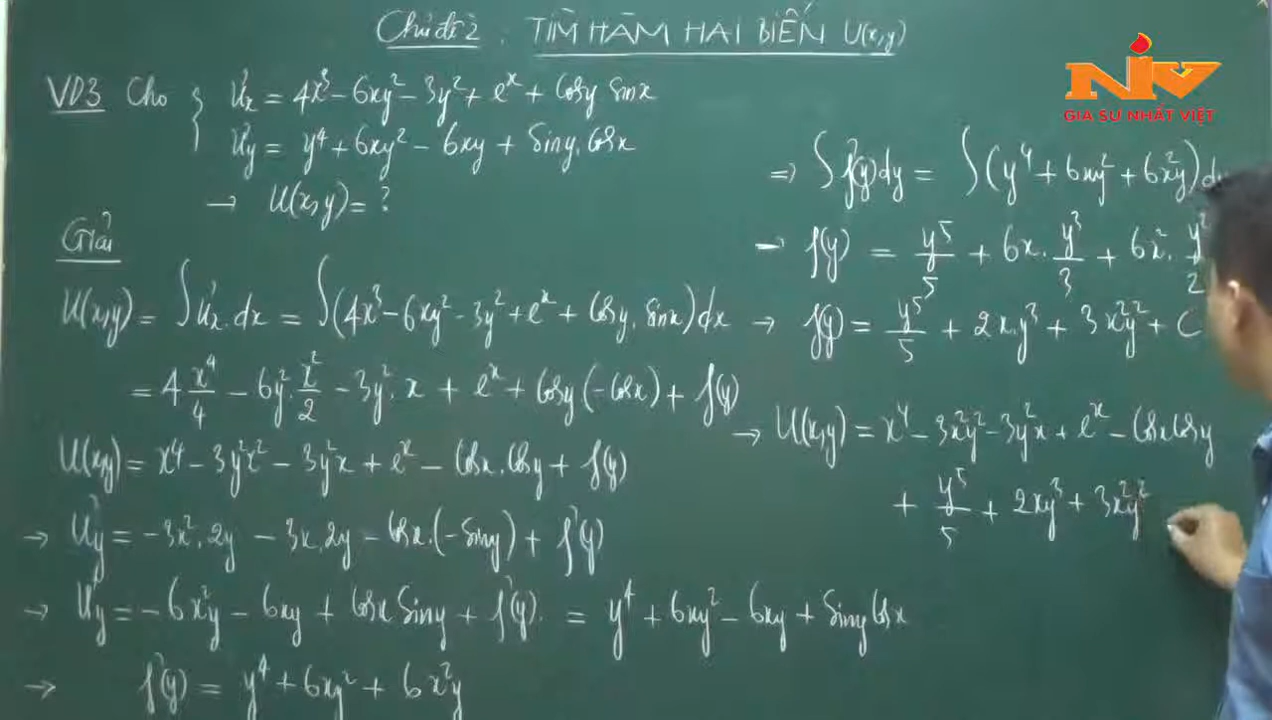 Chủ đề 2. TÌM HÀM HAI BIẾN U(x,y)
NV
GIA SƯ NHẤT VIỆT
VD3 Cho { U'x = 4x³ - 6xy² - 3y² + eˣ + cosy sinx
U'y = y⁴ + 6xy² - 6xy + siny.cosx
→ U(x,y) = ?
Giải
U(x,y) = ∫U'x.dx = ∫(4x³ - 6xy² - 3y² + eˣ + cosy.sinx)dx
= 4 x⁴/4 - 6y².x²/2 - 3y².x + eˣ + cosy(-cosx) + f(y)
U(x,y) = x⁴ - 3y²x² - 3y²x + eˣ - cosx.cosy + f(y)
→ U'y = -3x².2y - 3x.2y - cosx.(-siny) + f'(y)
→ U'y = -6x²y - 6xy + cosx siny + f'(y) = y⁴ + 6xy² - 6xy + siny cosx
→ f'(y) = y⁴ + 6xy² + 6x²y
⇒ ∫f'(y)dy = ∫(y⁴ + 6xy² + 6x²y)dy
→ f(y) = y⁵/5 + 6x.y³/3 + 6x².y²/2
→ f(y) = y⁵/5 + 2x.y³ + 3x²y² + C
→ U(x,y) = x⁴ - 3x²y² - 3y²x + eˣ - cosx cosy
+ y⁵/5 + 2xy³ + 3x²y²